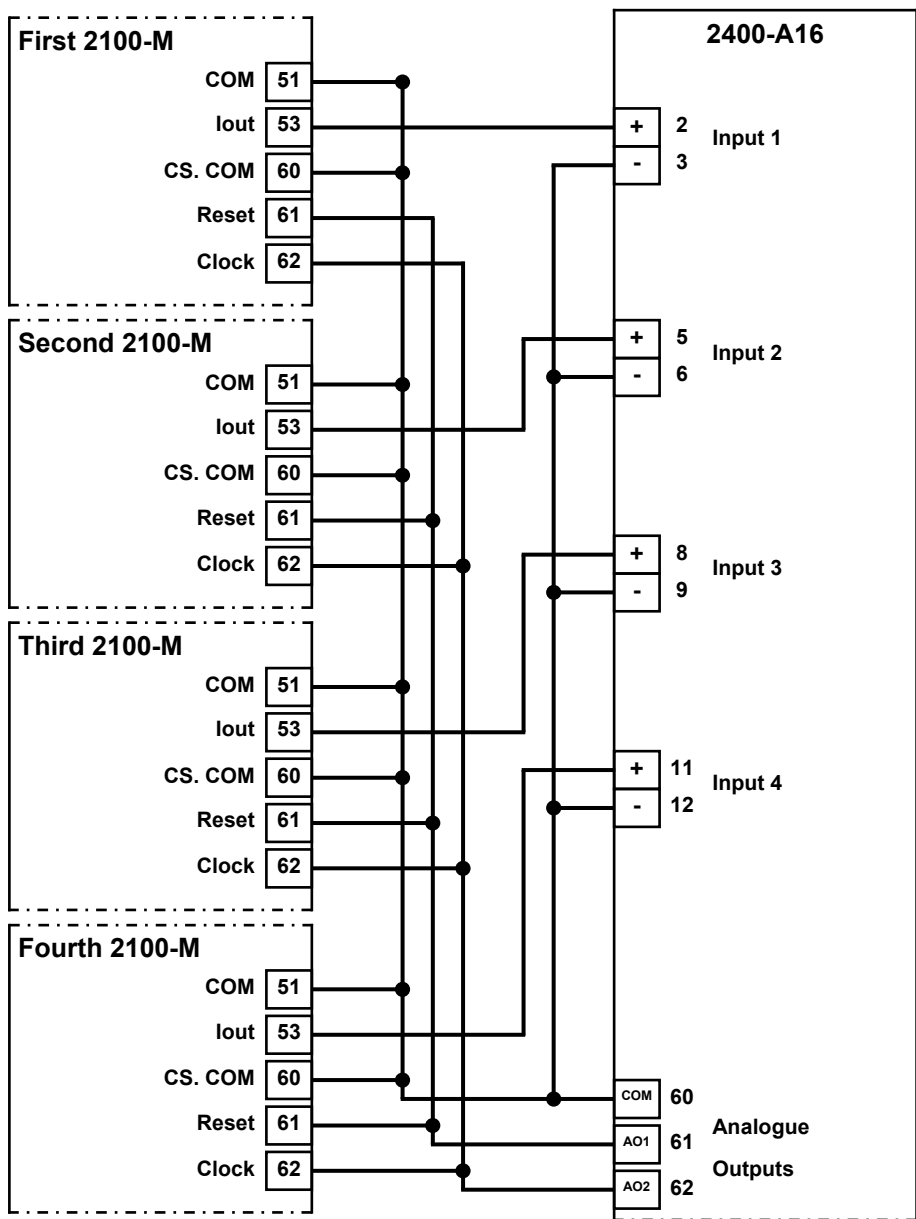 First 2100-M
COM 51
Iout 53
CS. COM 60
Reset 61
Clock 62
Second 2100-M
COM 51
Iout 53
CS. COM 60
Reset 61
Clock 62
Third 2100-M
COM 51
Iout 53
CS. COM 60
Reset 61
Clock 62
Fourth 2100-M
COM 51
Iout 53
CS. COM 60
Reset 61
Clock 62
2400-A16
+ 2
Input 1
- 3
+ 5
Input 2
- 6
+ 8
Input 3
- 9
+ 11
Input 4
- 12
COM 60
AO1 61
AO2 62
Analogue
Outputs